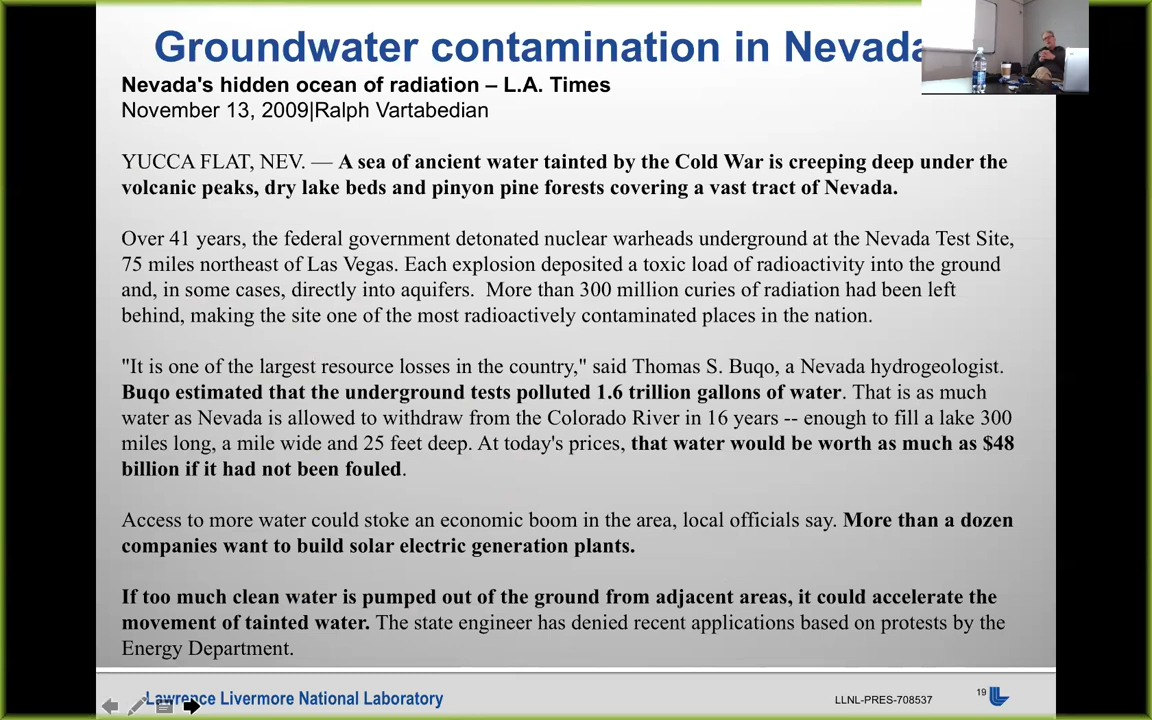 Groundwater contamination in Nevada
Nevada's hidden ocean of radiation – L.A. Times
November 13, 2009|Ralph Vartabedian
YUCCA FLAT, NEV. — A sea of ancient water tainted by the Cold War is creeping deep under the
volcanic peaks, dry lake beds and pinyon pine forests covering a vast tract of Nevada.
Over 41 years, the federal government detonated nuclear warheads underground at the Nevada Test Site,
75 miles northeast of Las Vegas. Each explosion deposited a toxic load of radioactivity into the ground
and, in some cases, directly into aquifers.  More than 300 million curies of radiation had been left
behind, making the site one of the most radioactively contaminated places in the nation.
"It is one of the largest resource losses in the country," said Thomas S. Buqo, a Nevada hydrogeologist.
Buqo estimated that the underground tests polluted 1.6 trillion gallons of water. That is as much
water as Nevada is allowed to withdraw from the Colorado River in 16 years -- enough to fill a lake 300
miles long, a mile wide and 25 feet deep. At today's prices, that water would be worth as much as $48
billion if it had not been fouled.
Access to more water could stoke an economic boom in the area, local officials say. More than a dozen
companies want to build solar electric generation plants.
If too much clean water is pumped out of the ground from adjacent areas, it could accelerate the
movement of tainted water. The state engineer has denied recent applications based on protests by the
Energy Department.
Lawrence Livermore National Laboratory
LLNL-PRES-708537
19